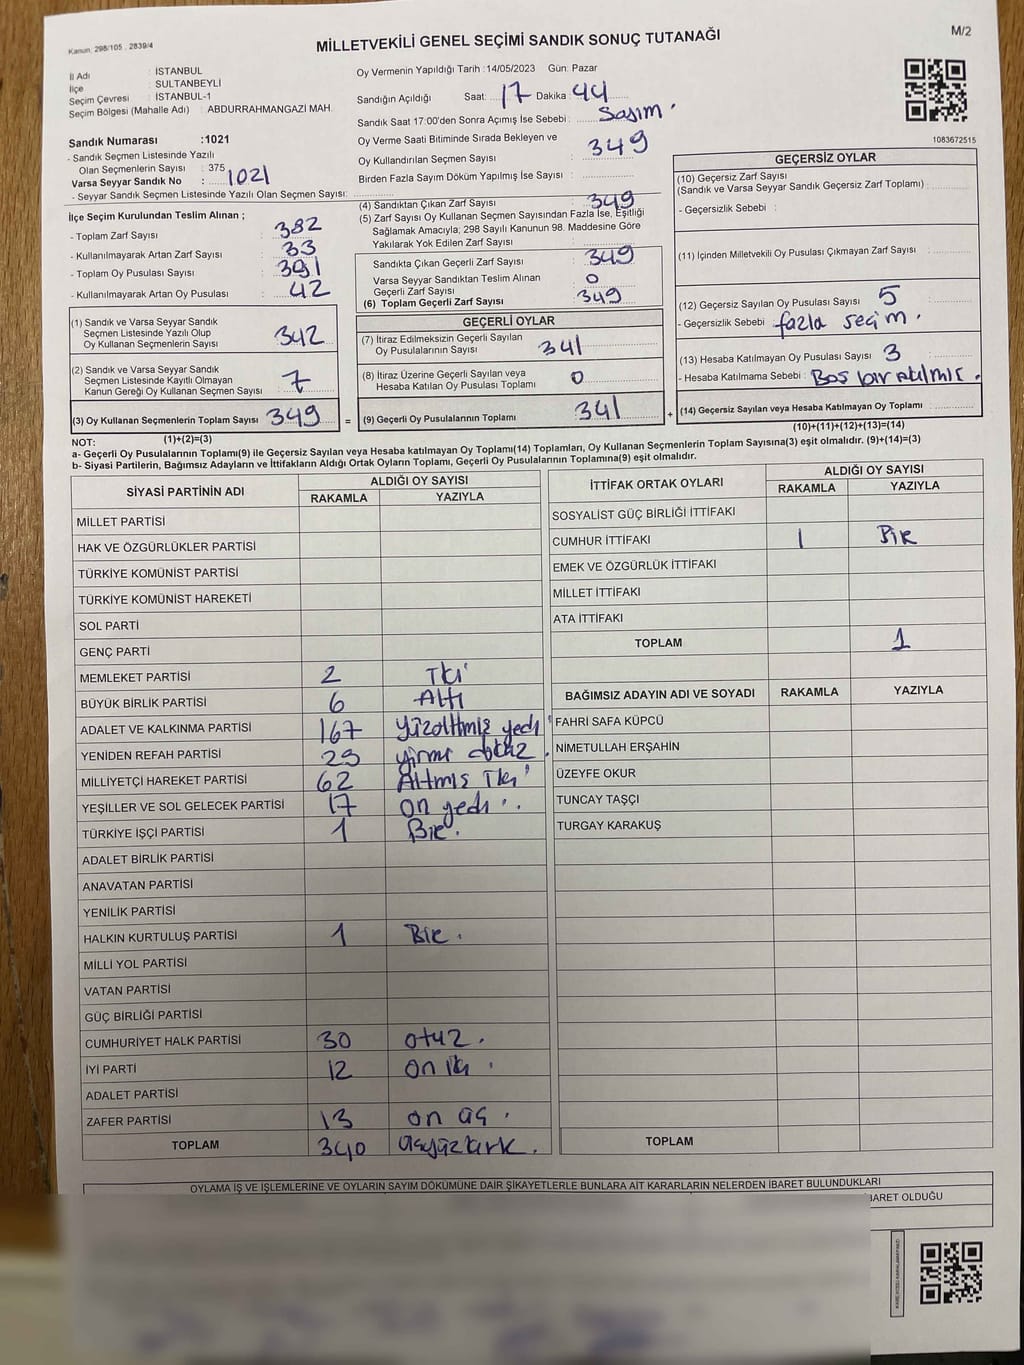 Kanun: 298/105 , 2839/4
MİLLETVEKİLİ GENEL SEÇİMİ SANDIK SONUÇ TUTANAĞI
M/2
İl Adı : İSTANBUL
İlçe : SULTANBEYLİ
Seçim Çevresi : İSTANBUL-1
Seçim Bölgesi (Mahalle Adı) : ABDURRAHMANGAZİ MAH.
Sandık Numarası :1021
- Sandık Seçmen Listesinde Yazılı
Olan Seçmenlerin Sayısı : 375
Varsa Seyyar Sandık No : 1021
- Seyyar Sandık Seçmen Listesinde Yazılı Olan Seçmen Sayısı:
İlçe Seçim Kurulundan Teslim Alınan ;
- Toplam Zarf Sayısı : 382
- Kullanılmayarak Artan Zarf Sayısı : 33
- Toplam Oy Pusulası Sayısı : 391
- Kullanılmayarak Artan Oy Pusulası : 42
Oy Vermenin Yapıldığı Tarih :14/05/2023 Gün: Pazar
Sandığın Açıldığı Saat: 17 Dakika: 44
Sandık Saat 17:00'den Sonra Açımış İse Sebebi : Sayım.
Oy Verme Saati Bitiminde Sırada Bekleyen ve
Oy Kullandırılan Seçmen Sayısı : 349
Birden Fazla Sayım Döküm Yapılmış İse Sayısı :
(4) Sandıktan Çıkan Zarf Sayısı : 349
(5) Zarf Sayısı Oy Kullanan Seçmen Sayısından Fazla İse, Eşitliği
Sağlamak Amacıyla; 298 Sayılı Kanunun 98. Maddesine Göre
Yakılarak Yok Edilen Zarf Sayısı :
Sandıkta Çıkan Geçerli Zarf Sayısı : 349
Varsa Seyyar Sandıktan Teslim Alınan
Geçerli Zarf Sayısı : 0
(6) Toplam Geçerli Zarf Sayısı : 349
1083672515
GEÇERSİZ OYLAR
(10) Geçersiz Zarf Sayısı
(Sandık ve Varsa Seyyar Sandık Geçersiz Zarf Toplamı) :
- Geçersizlik Sebebi :
(11) İçinden Milletvekili Oy Pusulası Çıkmayan Zarf Sayısı :
(12) Geçersiz Sayılan Oy Pusulası Sayısı : 5
- Geçersizlik Sebebi : fazla seçim.
(13) Hesaba Katılmayan Oy Pusulası Sayısı : 3
- Hesaba Katılmama Sebebi : Boş bırakılmış.
(14) Geçersiz Sayılan veya Hesaba Katılmayan Oy Toplamı :
(10)+(11)+(12)+(13)=(14)
(1) Sandık ve Varsa Seyyar Sandık
Seçmen Listesinde Yazılı Olup
Oy Kullanan Seçmenlerin Sayısı : 342
(2) Sandık ve Varsa Seyyar Sandık
Seçmen Listesinde Kayıtlı Olmayan
Kanun Gereği Oy Kullanan Seçmen Sayısı : 7
(3) Oy Kullanan Seçmenlerin Toplam Sayısı : 349 =
(1)+(2)=(3)
GEÇERLİ OYLAR
(7) İtiraz Edilmeksizin Geçerli Sayılan
Oy Pusulalarının Sayısı : 341
(8) İtiraz Üzerine Geçerli Sayılan veya
Hesaba Katılan Oy Pusulası Toplamı : 0
(9) Geçerli Oy Pusulalarının Toplamı : 341 +
NOT:
a- Geçerli Oy Pusulasının Toplamı(9) ile Geçersiz Sayılan veya Hesaba katılmayan Oy Toplamı(14) Toplamları, Oy Kullanan Seçmenlerin Toplam Sayısına(3) eşit olmalıdır. (9)+(14)=(3)
b- Siyasi Partilerin, Bağımsız Adayların ve İttifakların Aldığı Ortak Oyların Toplamı, Geçerli Oy Pusulalarının Toplamına(9) eşit olmalıdır.
SİYASİ PARTİNİN ADI ALDIĞI OY SAYISI
RAKAMLA YAZIYLA
MİLLET PARTİSİ
HAK VE ÖZGÜRLÜKLER PARTİSİ
TÜRKİYE KOMÜNİST PARTİSİ
TÜRKİYE KOMÜNİST HAREKETİ
SOL PARTİ
GENÇ PARTİ
MEMLEKET PARTİSİ 2 İki
BÜYÜK BİRLİK PARTİSİ 6 Altı
ADALET VE KALKINMA PARTİSİ 167 Yüzaltmış yedi
YENİDEN REFAH PARTİSİ 29 yirmi dokuz.
MİLLİYETÇİ HAREKET PARTİSİ 62 Altmış İki
YEŞİLLER VE SOL GELECEK PARTİSİ 17 on yedi.
TÜRKİYE İŞÇİ PARTİSİ 1 Bir.
ADALET BİRLİK PARTİSİ
ANAVATAN PARTİSİ
YENİLİK PARTİSİ
HALKIN KURTULUŞ PARTİSİ 1 Bir.
MİLLİ YOL PARTİSİ
VATAN PARTİSİ
GÜÇ BİRLİĞİ PARTİSİ
CUMHURİYET HALK PARTİSİ 30 otuz.
İYİ PARTİ 12 on iki.
ADALET PARTİSİ
ZAFER PARTİSİ 13 on üç.
TOPLAM 340 üçyüzkırk.
İTTİFAK ORTAK OYLARI ALDIĞI OY SAYISI
RAKAMLA YAZIYLA
SOSYALİST GÜÇ BİRLİĞİ İTTİFAKI
CUMHUR İTTİFAKI 1 Bir
EMEK VE ÖZGÜRLÜK İTTİFAKI
MİLLET İTTİFAKI
ATA İTTİFAKI
TOPLAM 1
BAĞIMSIZ ADAYIN ADI VE SOYADI RAKAMLA YAZIYLA
FAHRİ SAFA KÜPCÜ
NİMETULLAH ERŞAHİN
ÜZEYFE OKUR
TUNCAY TAŞÇI
TURGAY KARAKUŞ
TOPLAM
OYLAMA İŞ VE İŞLEMLERİNE VE OYLARIN SAYIM DÖKÜMÜNE DAİR ŞİKAYETLERLE BUNLARA AİT KARARLARIN NELERDEN İBARET BULUNDUKLARI
İBARET OLDUĞU